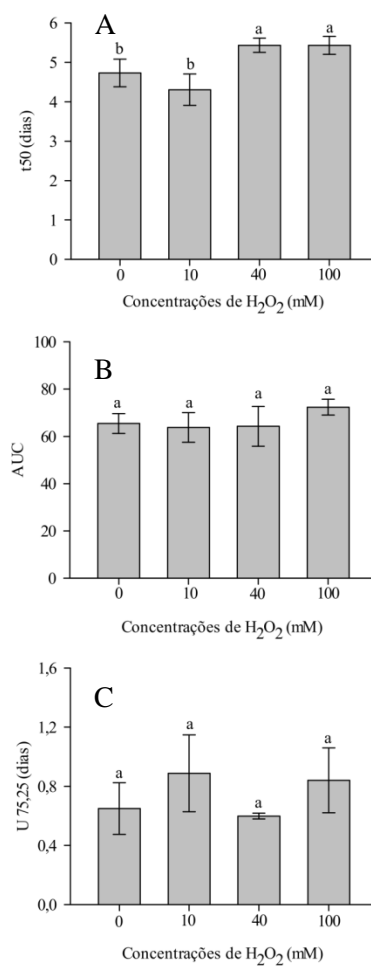 A
6
5
4
3
2
1
0
t50 (dias)
b b a a
0 10 40 100
Concentrações de H₂O₂ (mM)
B
100
80
60
40
20
0
AUC
a a a a
0 10 40 100
Concentrações de H₂O₂ (mM)
C
1,6
1,2
0,8
0,4
0,0
U 75,25 (dias)
a a a a
0 10 40 100
Concentrações de H₂O₂ (mM)